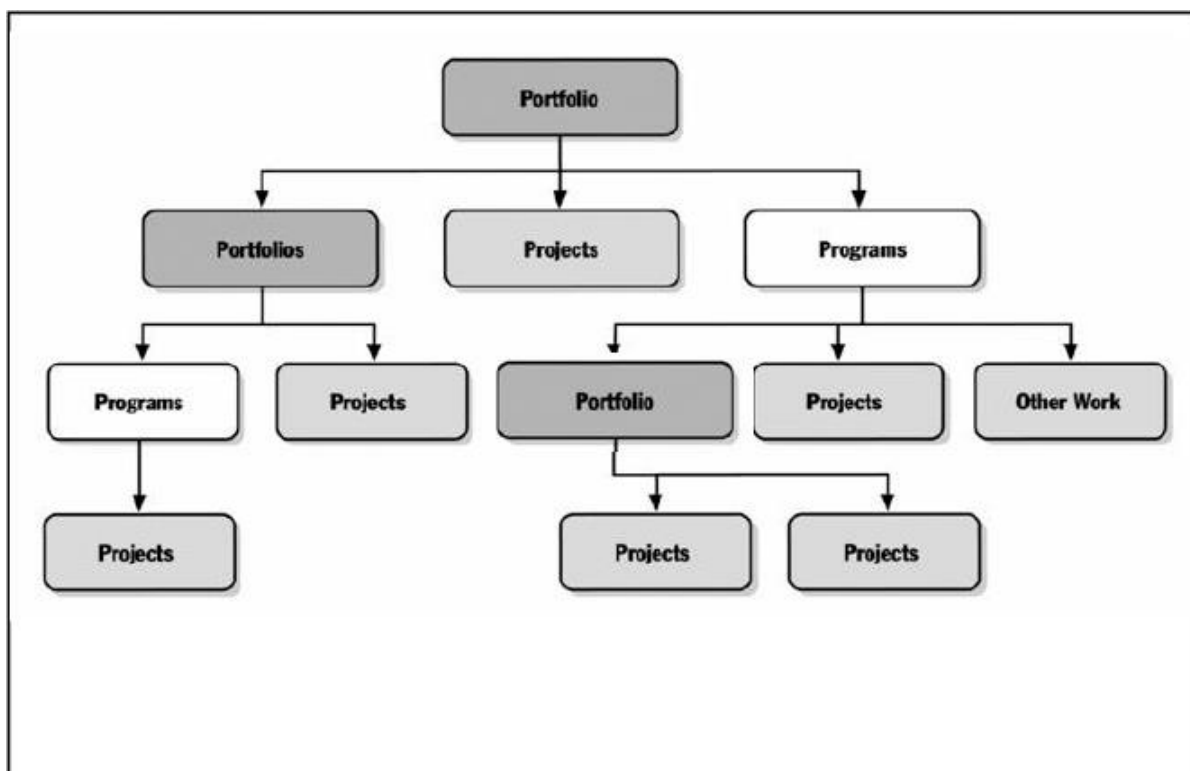 Portfolio
Portfolios
Projects
Programs
Programs
Projects
Portfolio
Projects
Other Work
Projects
Projects
Projects